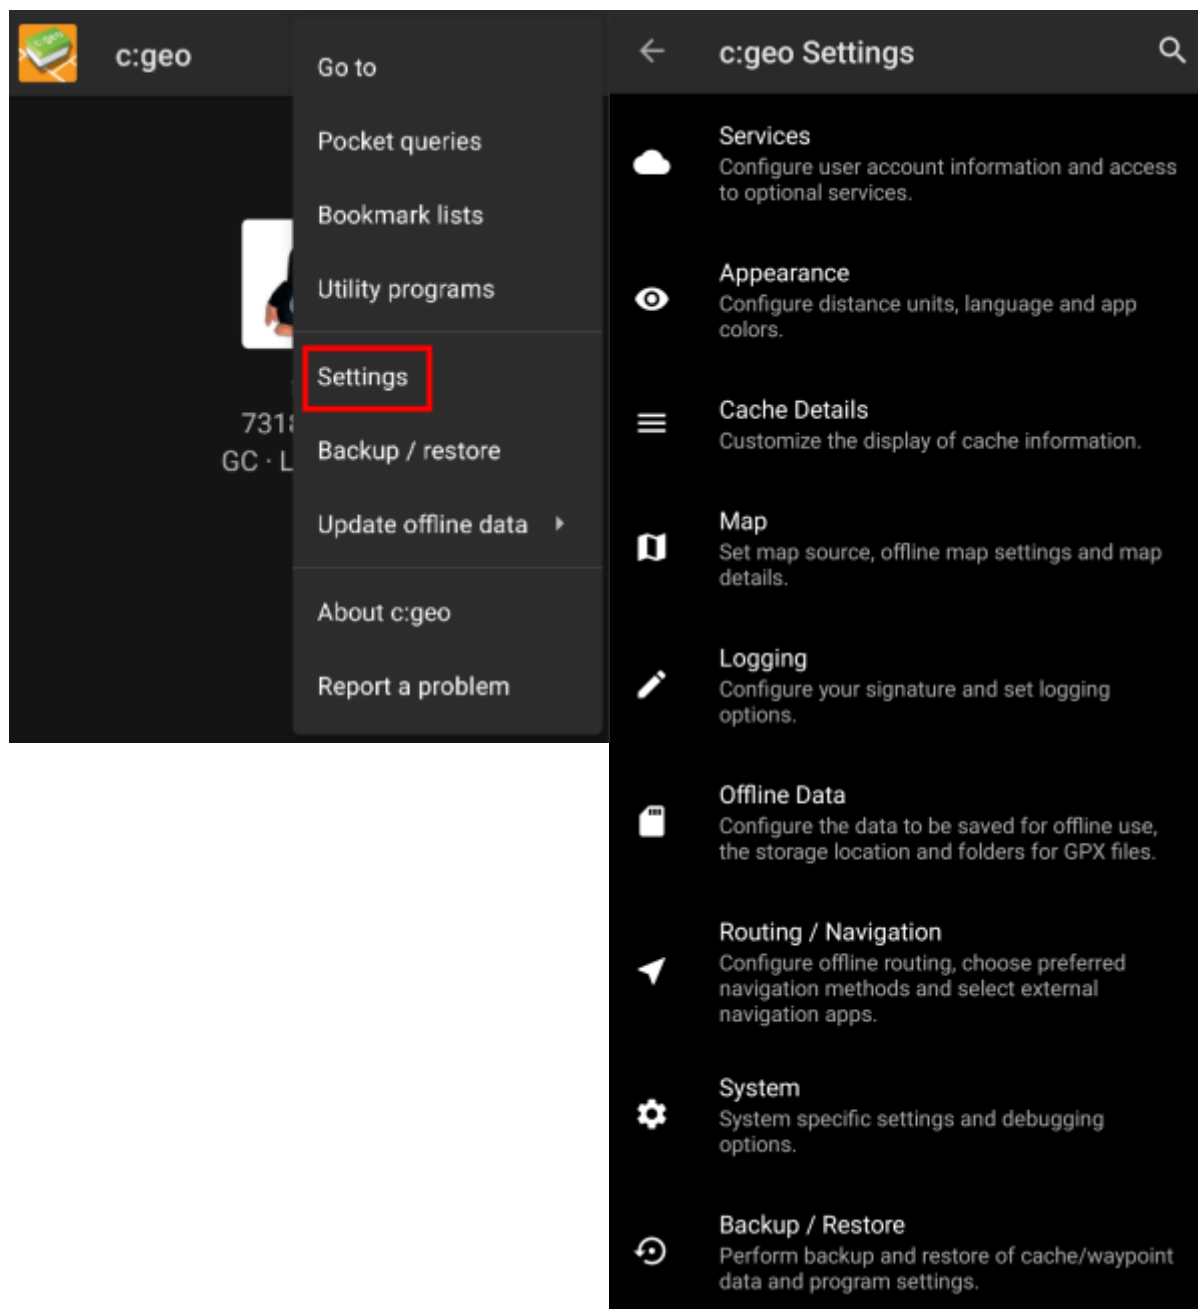 c:geo
Go to
Pocket queries
Bookmark lists
Utility programs
Settings
7318
Backup / restore
GC · L
Update offline data
About c:geo
Report a problem
c:geo Settings
Services
Configure user account information and access
to optional services.
Appearance
Configure distance units, language and app
colors.
Cache Details
Customize the display of cache information.
Map
Set map source, offline map settings and map
details.
Logging
Configure your signature and set logging
options.
Offline Data
Configure the data to be saved for offline use,
the storage location and folders for GPX files.
Routing / Navigation
Configure offline routing, choose preferred
navigation methods and select external
navigation apps.
System
System specific settings and debugging
options.
Backup / Restore
Perform backup and restore of cache/waypoint
data and program settings.